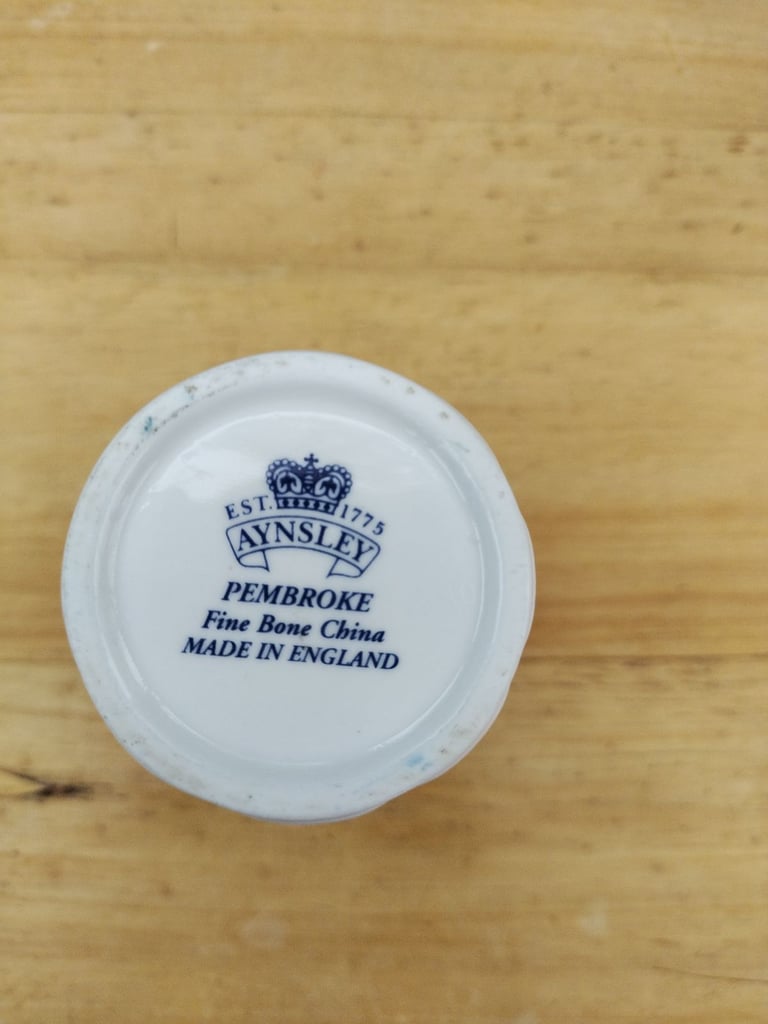 EST. 1775
AYNSLEY
PEMBROKE
Fine Bone China
MADE IN ENGLAND